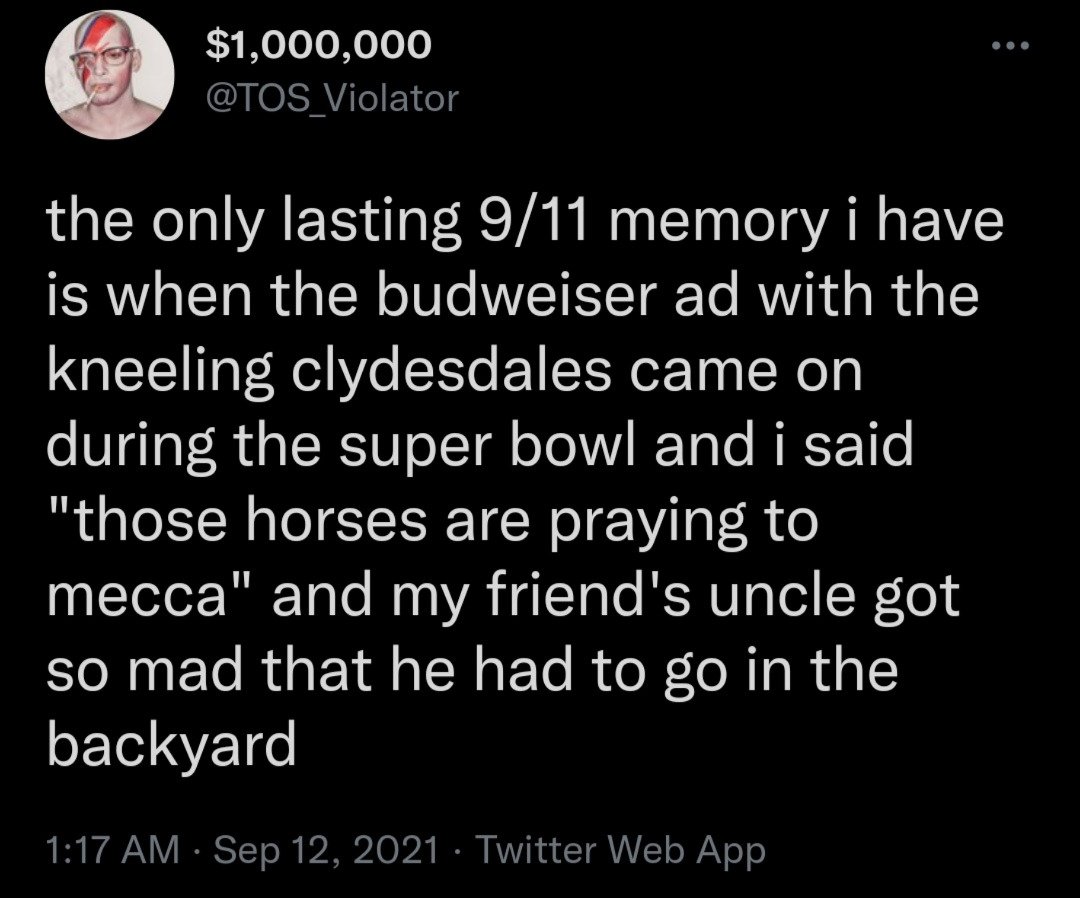 $1,000,000
@TOS_Violator
the only lasting 9/11 memory i have
is when the budweiser ad with the
kneeling clydesdales came on
during the super bowl and i said
"those horses are praying to
mecca" and my friend's uncle got
so mad that he had to go in the
backyard
1:17 AM · Sep 12, 2021 · Twitter Web App